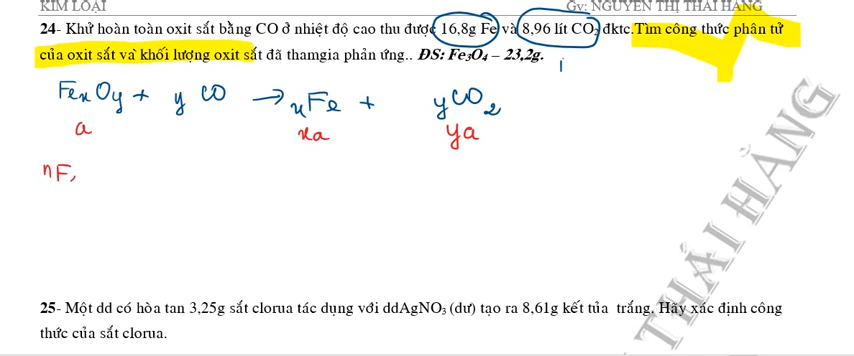 KIM LOẠI Gv: NGUYỄN THỊ THÁI HẰNG
24- Khử hoàn toàn oxit sắt bằng CO ở nhiệt độ cao thu được 16,8g Fe và 8,96 lít CO2 đktc.Tìm công thức phân tử
của oxit sắt và khối lượng oxit sắt đã thamgia phản ứng.. ĐS: Fe3O4 – 23,2g.
FexOy + y CO → xFe + yCO2
a xa ya
nF
25- Một dd có hòa tan 3,25g sắt clorua tác dụng với ddAgNO3 (dư) tạo ra 8,61g kết tủa trắng. Hãy xác định công
thức của sắt clorua.
THÁI HẰNG